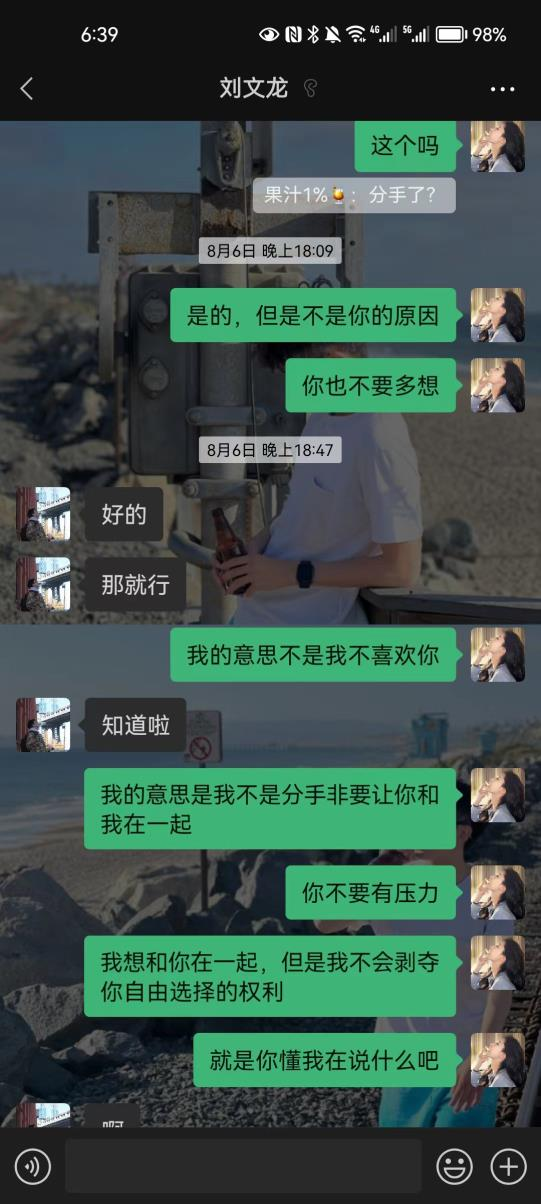 6:39
4G
5G
98%
刘文龙
这个吗
果汁1%🍹：分手了？
8月6日 晚上18:09
是的，但是不是你的原因
你也不要多想
8月6日 晚上18:47
好的
那就行
我的意思不是我不喜欢你
知道啦
我的意思是我不是分手非要让你和
我在一起
你不要有压力
我想和你在一起，但是我不会剥夺
你自由选择的权利
就是你懂我在说什么吧